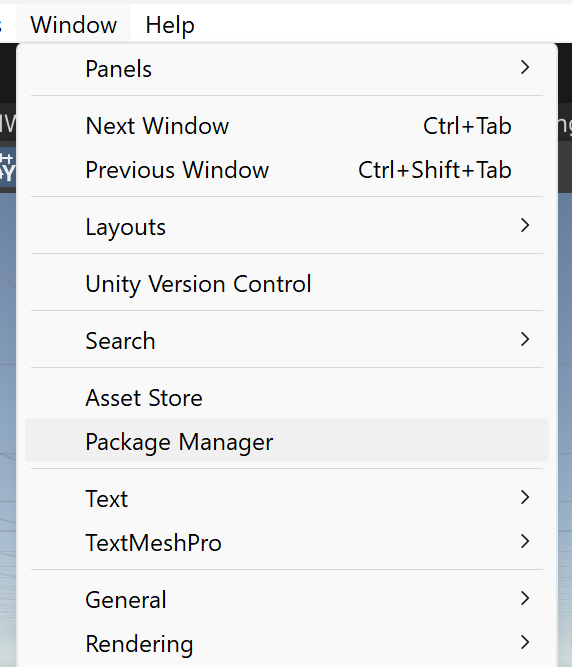 Window Help
Panels
Next Window Ctrl+Tab
Previous Window Ctrl+Shift+Tab
Layouts
Unity Version Control
Search
Asset Store
Package Manager
Text
TextMeshPro
General
Rendering